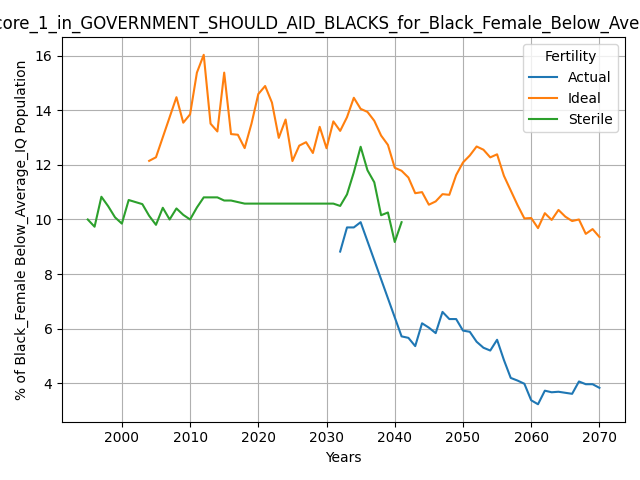 core_1_in_GOVERNMENT_SHOULD_AID_BLACKS_for_Black_Female_Below_Ave
Fertility
Actual
Ideal
Sterile
% of Black_Female Below_Average_IQ Population
16
14
12
10
8
6
4
2000 2010 2020 2030 2040 2050 2060 2070
Years